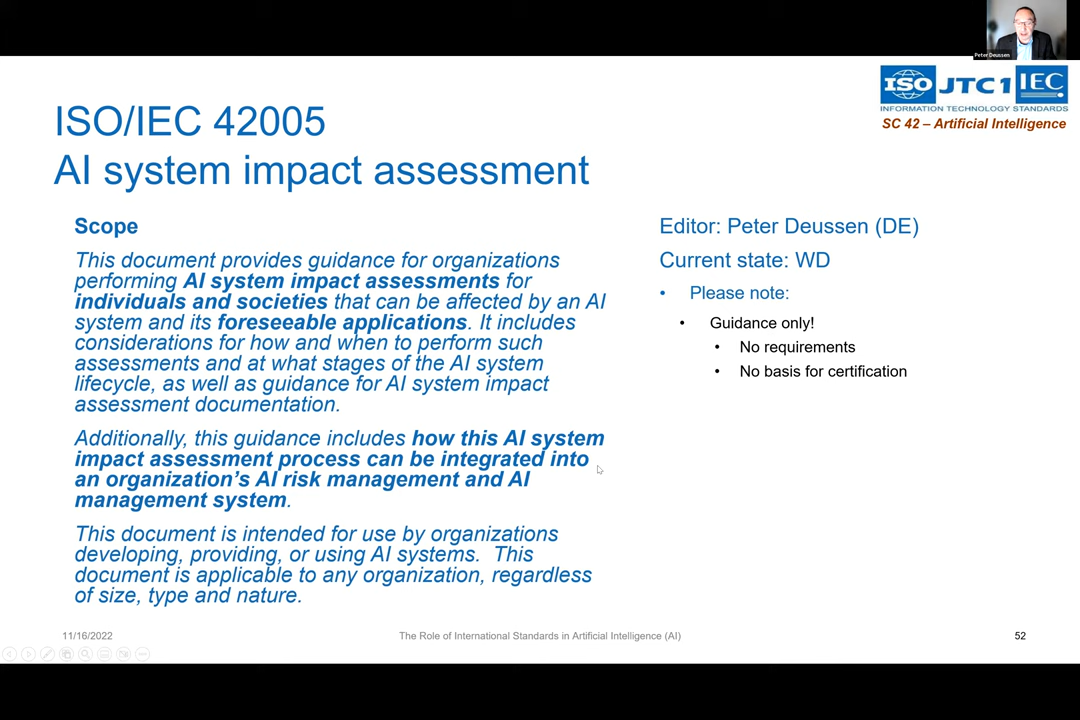 Peter Deussen
ISO JTC 1 IEC
INFORMATION TECHNOLOGY STANDARDS
SC 42 – Artificial Intelligence
ISO/IEC 42005
AI system impact assessment
Scope
This document provides guidance for organizations
performing AI system impact assessments for
individuals and societies that can be affected by an AI
system and its foreseeable applications. It includes
considerations for how and when to perform such
assessments and at what stages of the AI system
lifecycle, as well as guidance for AI system impact
assessment documentation.
Additionally, this guidance includes how this AI system
impact assessment process can be integrated into
an organization’s AI risk management and AI
management system.
This document is intended for use by organizations
developing, providing, or using AI systems.  This
document is applicable to any organization, regardless
of size, type and nature.
Editor: Peter Deussen (DE)
Current state: WD
• Please note:
• Guidance only!
• No requirements
• No basis for certification
11/16/2022
The Role of International Standards in Artificial Intelligence (AI)
52